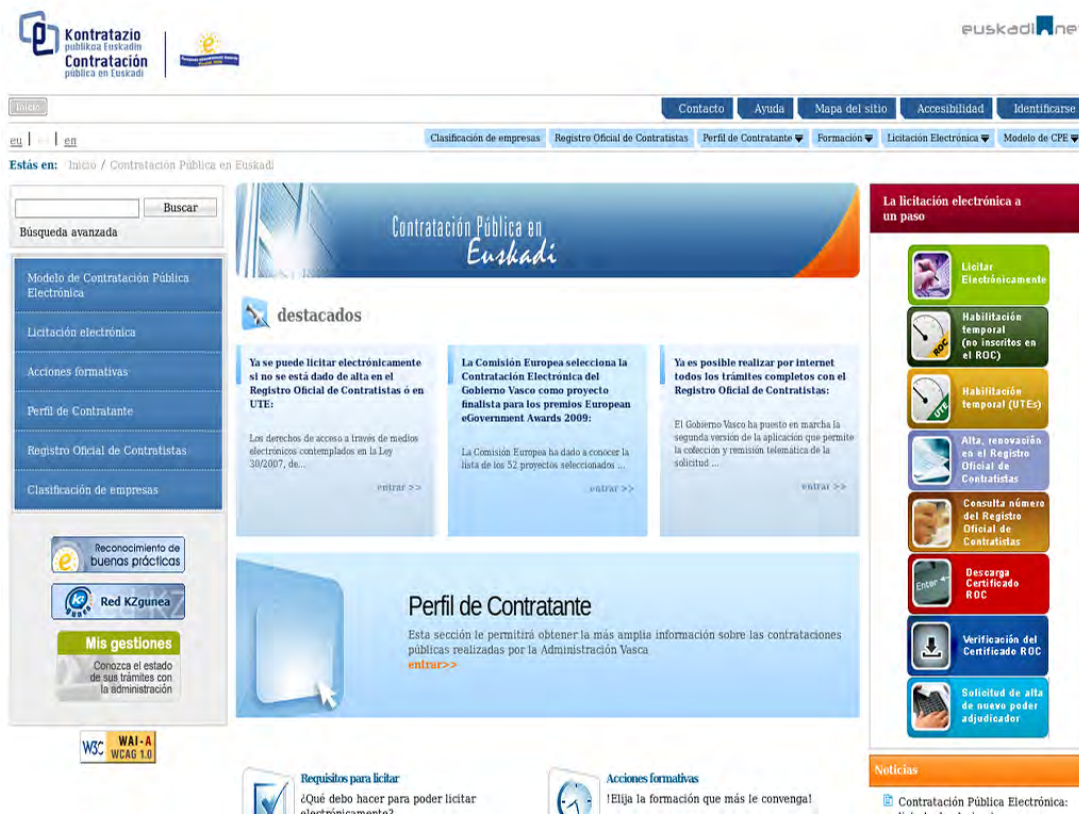 Kontratazio
publikoa Euskadin
Contratación
pública en Euskadi
euskadi.ne
Inicio
Contacto
Ayuda
Mapa del sitio
Accesibilidad
Identificarse
eu | es | en
Clasificación de empresas
Registro Oficial de Contratistas
Perfil de Contratante
Formación
Licitación Electrónica
Modelo de CPE
Estás en: Inicio / Contratación Pública en Euskadi
Buscar
Búsqueda avanzada
Modelo de Contratación Pública
Electrónica
Licitación electrónica
Acciones formativas
Perfil de Contratante
Registro Oficial de Contratistas
Clasificación de empresas
Reconocimiento de
buenas prácticas
Red KZgunea
Mis gestiones
Conozca el estado
de sus trámites con
la administración
W3C WAI-A
WCAG 1.0
Contratación Pública en
Euskadi
destacados
Ya se puede licitar electrónicamente
si no se está dado de alta en el
Registro Oficial de Contratistas ó en
UTE:
Los derechos de acceso a través de medios
electrónicos contemplados en la Ley
30/2007, de...
entrar >>
La Comisión Europea selecciona la
Contratación Electrónica del
Gobierno Vasco como proyecto
finalista para los premios European
eGovernment Awards 2009:
La Comisión Europea ha dado a conocer la
lista de los 52 proyectos seleccionados ...
entrar >>
Ya es posible realizar por internet
todos los trámites completos con el
Registro Oficial de Contratistas:
El Gobierno Vasco ha puesto en marcha la
segunda versión de la aplicación que permite
la cofección y remisión telemática de la
solicitud ...
entrar >>
Perfil de Contratante
Esta sección le permitirá obtener la más amplia información sobre las contrataciones
públicas realizadas por la Administración Vasca
entrar>>
Requisitos para licitar
¿Qué debo hacer para poder licitar
electrónicamente?
Acciones formativas
!Elija la formación que más le convenga!
La licitación electrónica a
un paso
Licitar
Electrónicamente
ROC
Habilitación
temporal
(no inscritos en
el ROC)
UTE
Habilitación
temporal (UTEs)
Alta, renovación
en el Registro
Oficial de
Contratistas
Consulta número
del Registro
Oficial de
Contratistas
Enter
Descarga
Certificado
ROC
Verificación del
Certificado ROC
Solicitud de alta
de nuevo poder
adjudicador
Noticias
Contratación Pública Electrónica: